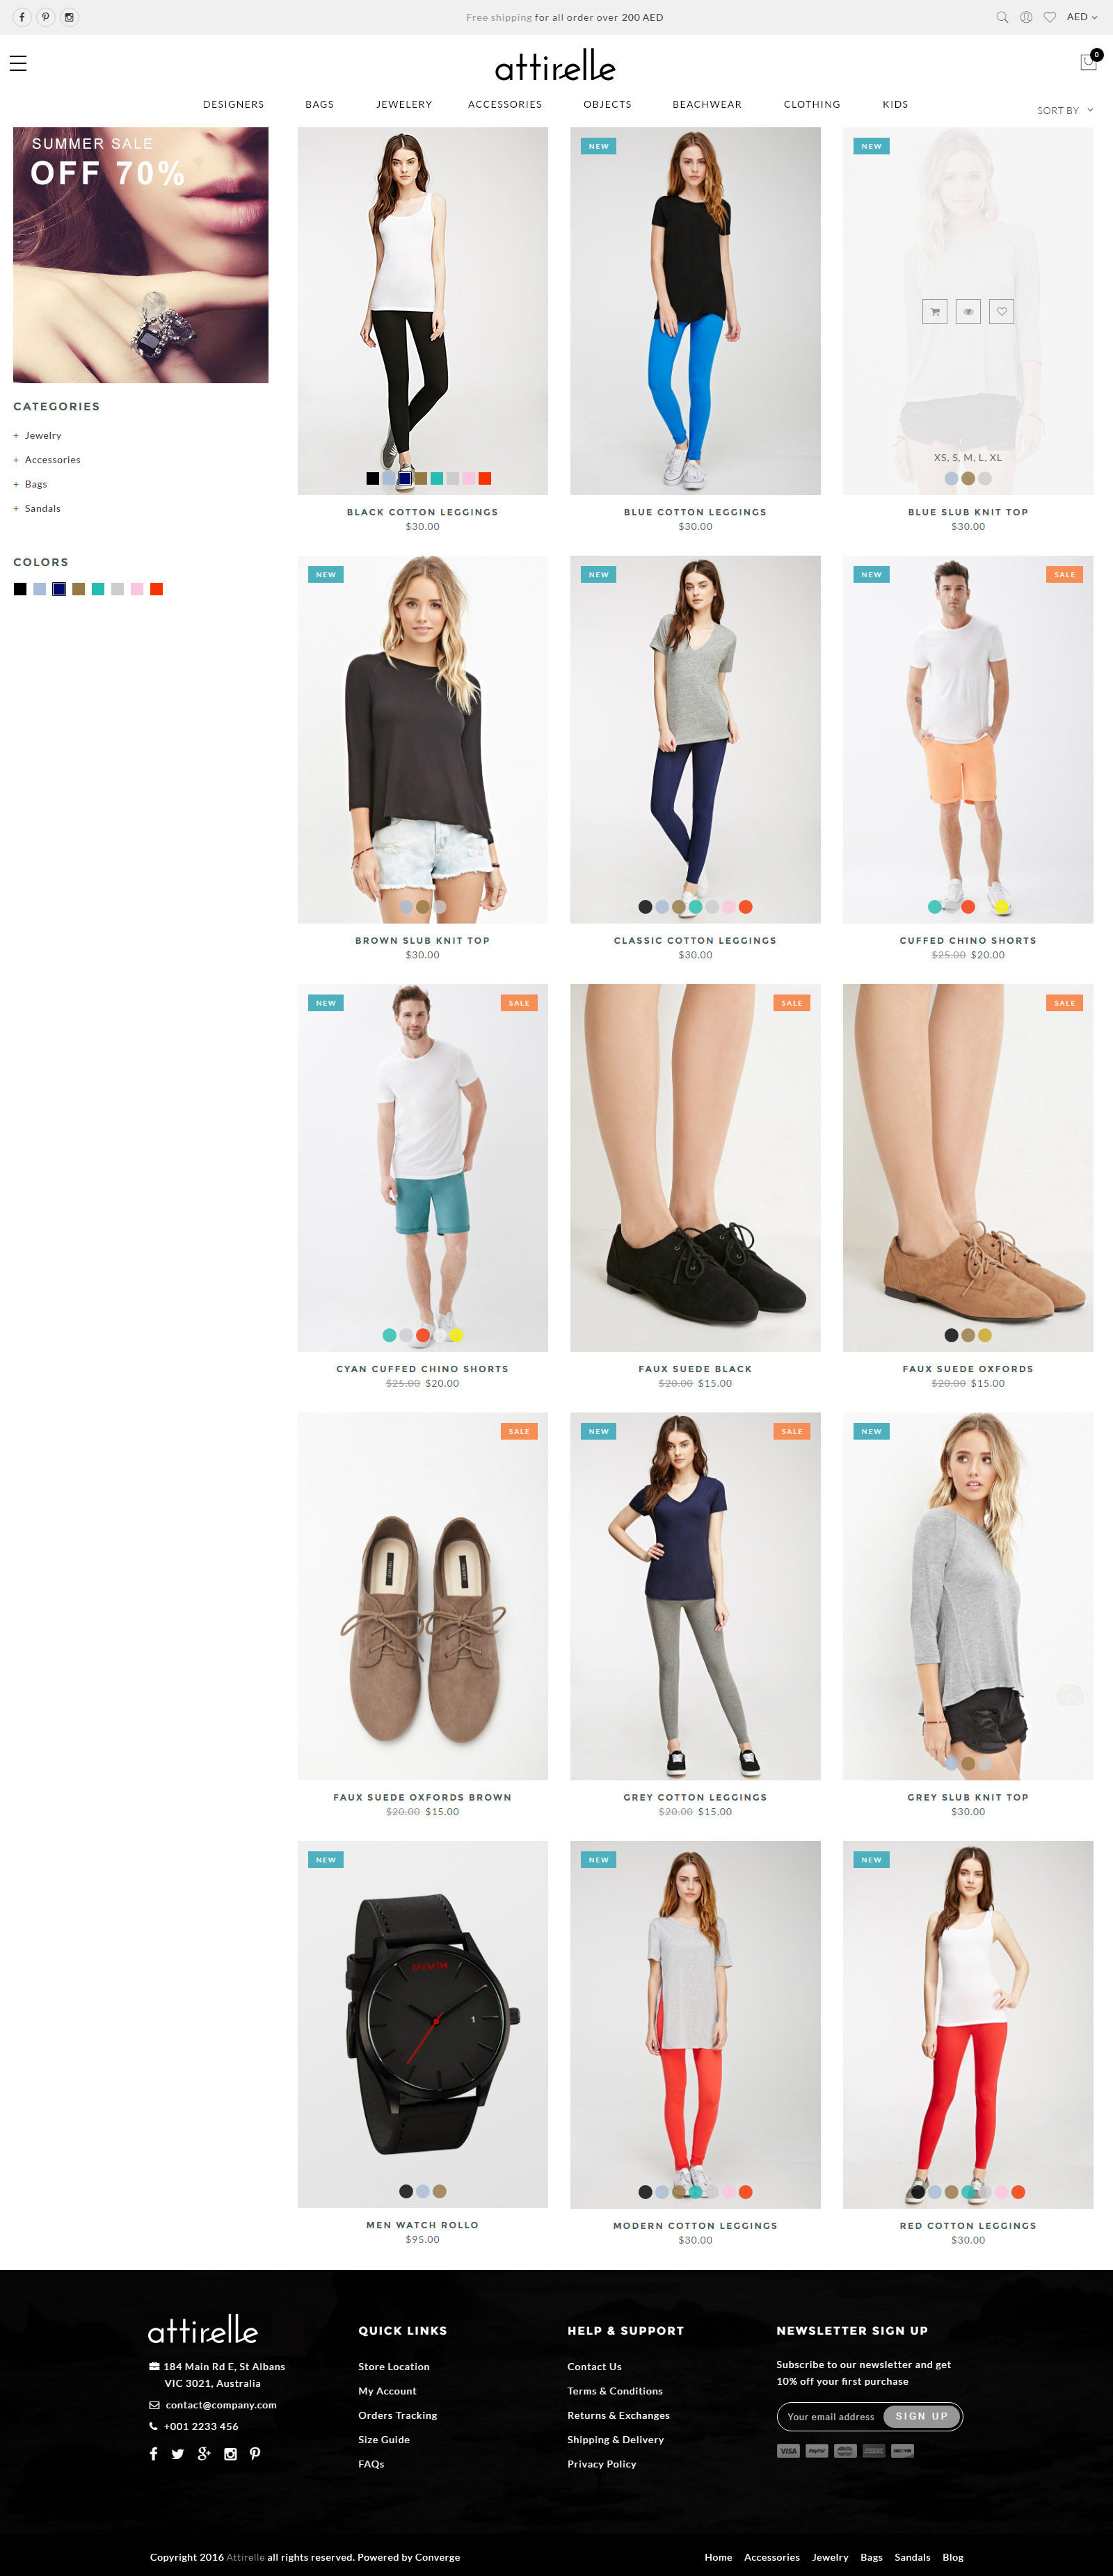 Free shipping for all order over 200 AED
AED
attirelle
0
DESIGNERS BAGS JEWELERY ACCESSORIES OBJECTS BEACHWEAR CLOTHING KIDS
SORT BY
SUMMER SALE
OFF 70%
CATEGORIES
+ Jewelry
+ Accessories
+ Bags
+ Sandals
COLORS
BLACK COTTON LEGGINGS
$30.00
NEW
BLUE COTTON LEGGINGS
$30.00
NEW
XS, S, M, L, XL
BLUE SLUB KNIT TOP
$30.00
NEW
BROWN SLUB KNIT TOP
$30.00
NEW
CLASSIC COTTON LEGGINGS
$30.00
NEW SALE
CUFFED CHINO SHORTS
$25.00 $20.00
NEW SALE
CYAN CUFFED CHINO SHORTS
$25.00 $20.00
SALE
FAUX SUEDE BLACK
$20.00 $15.00
SALE
FAUX SUEDE OXFORDS
$20.00 $15.00
SALE
FAUX SUEDE OXFORDS BROWN
$20.00 $15.00
NEW SALE
GREY COTTON LEGGINGS
$20.00 $15.00
NEW
GREY SLUB KNIT TOP
$30.00
NEW
MVMTH
1
MEN WATCH ROLLO
$95.00
NEW
MODERN COTTON LEGGINGS
$30.00
NEW
RED COTTON LEGGINGS
$30.00
attirelle
184 Main Rd E, St Albans
VIC 3021, Australia
contact@company.com
+001 2233 456
QUICK LINKS
Store Location
My Account
Orders Tracking
Size Guide
FAQs
HELP & SUPPORT
Contact Us
Terms & Conditions
Returns & Exchanges
Shipping & Delivery
Privacy Policy
NEWSLETTER SIGN UP
Subscribe to our newsletter and get
10% off your first purchase
Your email address SIGN UP
VISA PayPal DISCOVER
Copyright 2016 Attirelle all rights reserved. Powered by Converge
Home Accessories Jewelry Bags Sandals Blog